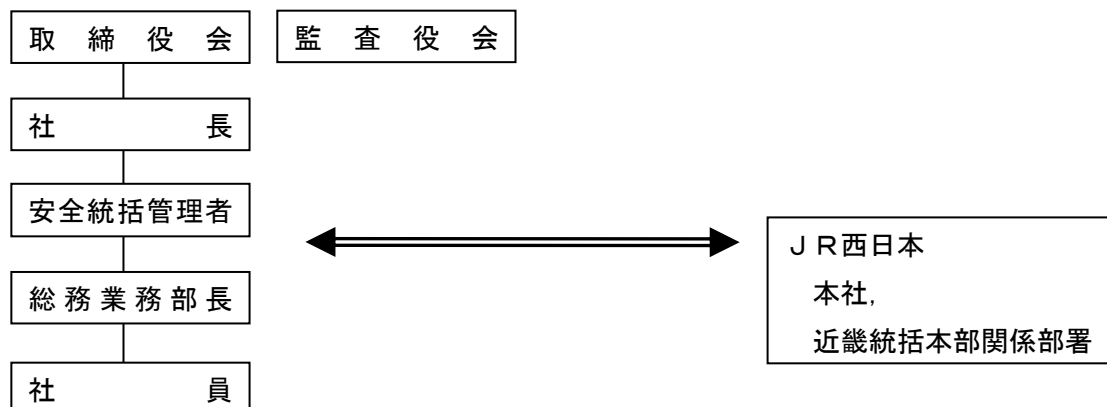 取締役会
監査役会
社長
安全統括管理者
総務業務部長
社員
ＪＲ西日本
本社，
近畿統括本部関係部署